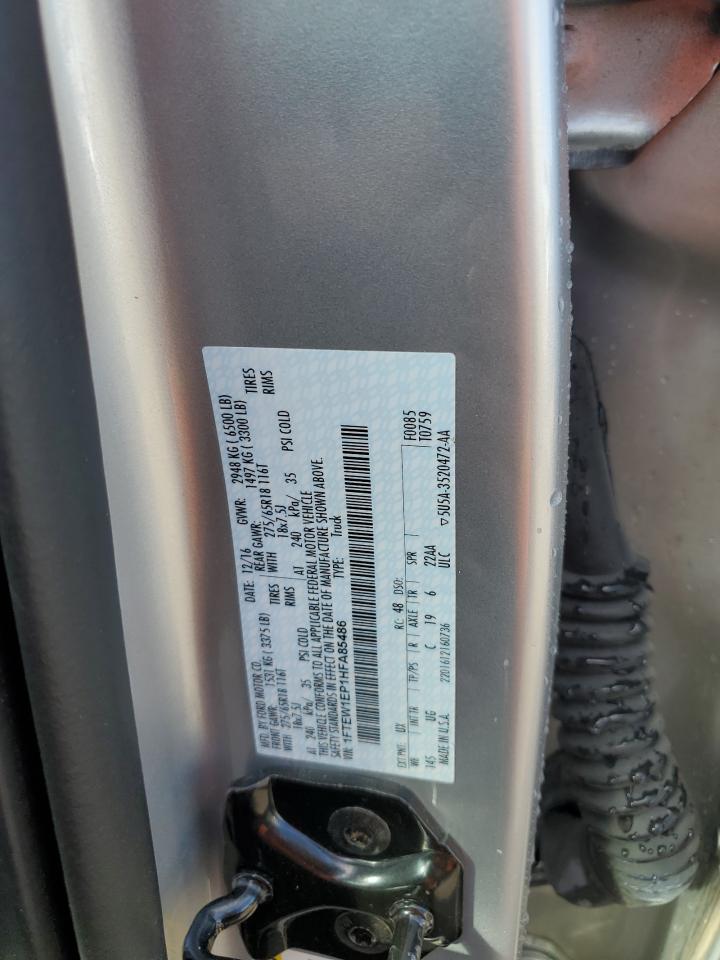 MFD. BY FORD MOTOR CO. DATE: 12/16 GVWR: 2948 KG ( 6500 LB)
FRONT GAWR: 1531 KG ( 3375 LB) REAR GAWR: 1497 KG ( 3300 LB)
WITH 275/65R18 116T TIRES WITH 275/65R18 116T TIRES
18x7.5J RIMS 18x7.5J RIMS
AT 240 kPa/ 35 PSI COLD AT 240 kPa/ 35 PSI COLD
THIS VEHICLE CONFORMS TO ALL APPLICABLE FEDERAL MOTOR VEHICLE
SAFETY STANDARDS IN EFFECT ON THE DATE OF MANUFACTURE SHOWN ABOVE.
VIN: 1FTEW1EP1HFA85486 TYPE: Truck
EXT PNT: UX RC: 48 DSO: F0085
WB INT TR TP/PS R AXLE TR SPR T0759
145 UG C 19 6 22AA
MADE IN U.S.A. 2201612160736 ULC ▽5U5A-3520472-AA